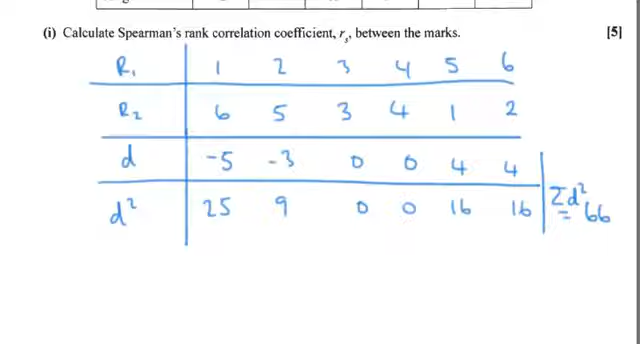 (i) Calculate Spearman's rank correlation coefficient, rₛ, between the marks. [5]
R₁ 1 2 3 4 5 6
R₂ 6 5 3 4 1 2
d -5 -3 0 0 4 4
d² 25 9 0 0 16 16 Σd² = 66